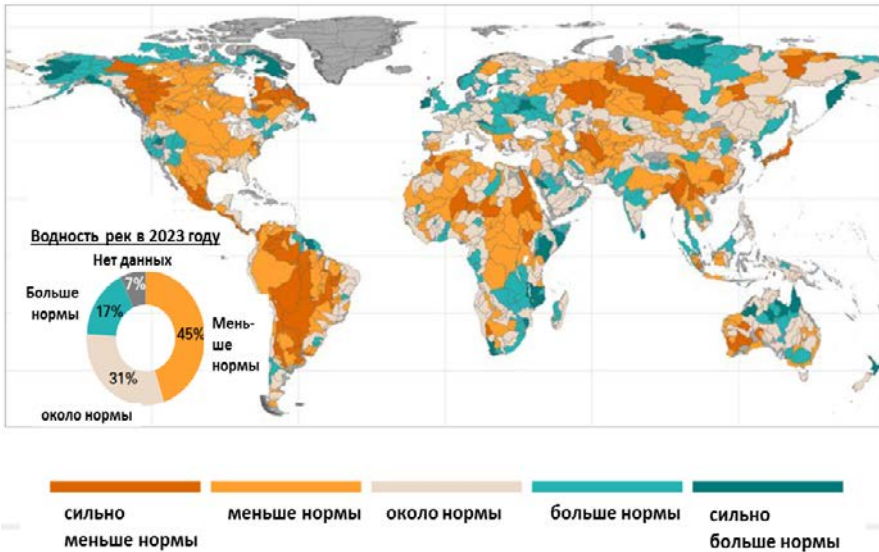 Водность рек в 2023 году
Нет данных
7%
Больше
нормы
17%
45%
Мень-
ше
нормы
31%
около нормы
сильно
меньше нормы
меньше нормы
около нормы
больше нормы
сильно
больше нормы